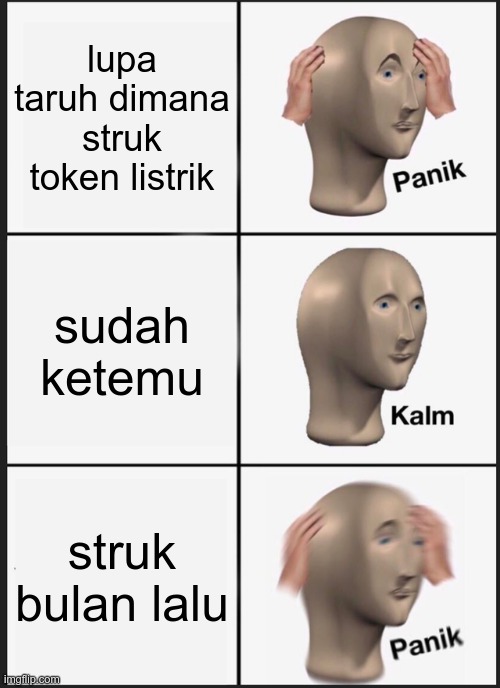 lupa
taruh dimana
struk
token listrik
Panik
sudah
ketemu
Kalm
struk
bulan lalu
Panik
imgflip.com